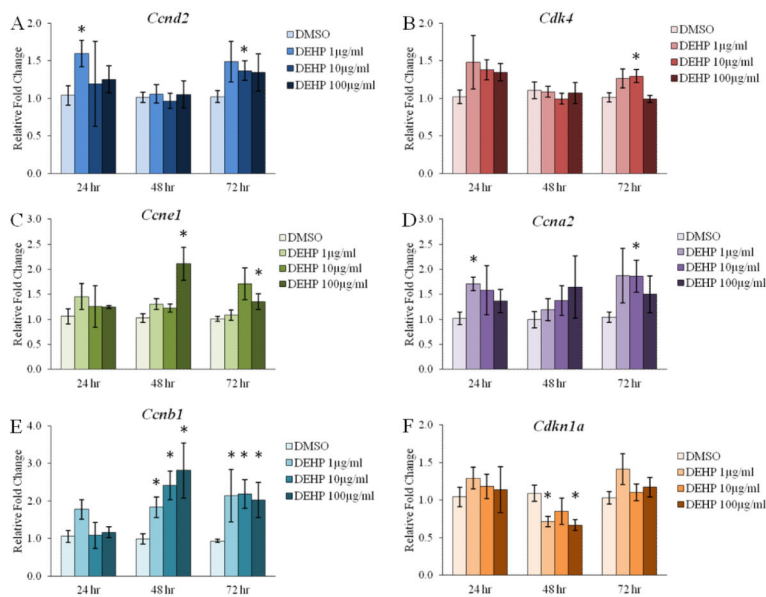 A
Ccnd2
Relative Fold Change
2.0
1.5
1.0
0.5
0.0
*
*
24 hr
48 hr
72 hr
DMSO
DEHP 1µg/ml
DEHP 10µg/ml
DEHP 100µg/ml
B
Cdk4
Relative Fold Change
2.0
1.5
1.0
0.5
0.0
*
24 hr
48 hr
72 hr
DMSO
DEHP 1µg/ml
DEHP 10µg/ml
DEHP 100µg/ml
C
Ccne1
Relative Fold Change
3.0
2.5
2.0
1.5
1.0
0.5
0.0
*
*
24 hr
48 hr
72 hr
DMSO
DEHP 1µg/ml
DEHP 10µg/ml
DEHP 100µg/ml
D
Ccna2
Relative Fold Change
3.0
2.5
2.0
1.5
1.0
0.5
0.0
*
*
24 hr
48 hr
72 hr
DMSO
DEHP 1µg/ml
DEHP 10µg/ml
DEHP 100µg/ml
E
Ccnb1
Relative Fold Change
4.0
3.0
2.0
1.0
0.0
* * *
* * *
24 hr
48 hr
72 hr
DMSO
DEHP 1µg/ml
DEHP 10µg/ml
DEHP 100µg/ml
F
Cdkn1a
Relative Fold Change
2.0
1.5
1.0
0.5
0.0
* *
24 hr
48 hr
72 hr
DMSO
DEHP 1µg/ml
DEHP 10µg/ml
DEHP 100µg/ml